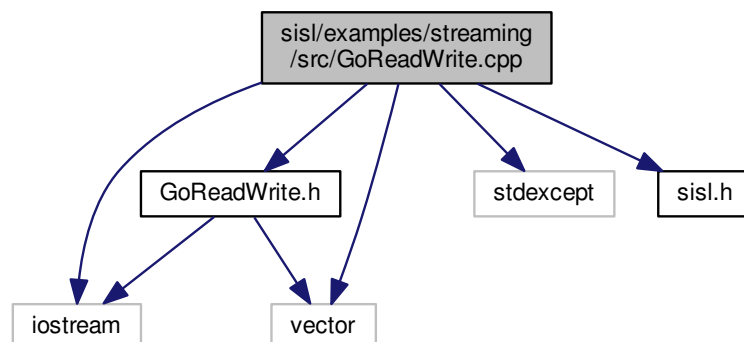 sisl/examples/streaming
/src/GoReadWrite.cpp
GoReadWrite.h
stdexcept
sisl.h
iostream
vector